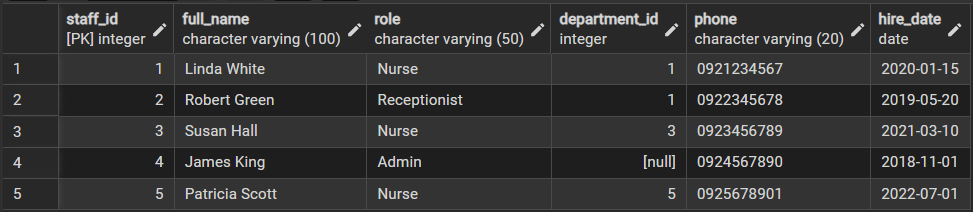 staff_id full_name role department_id phone hire_date
[PK] integer character varying (100) character varying (50) integer character varying (20) date
1 1 Linda White Nurse 1 0921234567 2020-01-15
2 2 Robert Green Receptionist 1 0922345678 2019-05-20
3 3 Susan Hall Nurse 3 0923456789 2021-03-10
4 4 James King Admin [null] 0924567890 2018-11-01
5 5 Patricia Scott Nurse 5 0925678901 2022-07-01